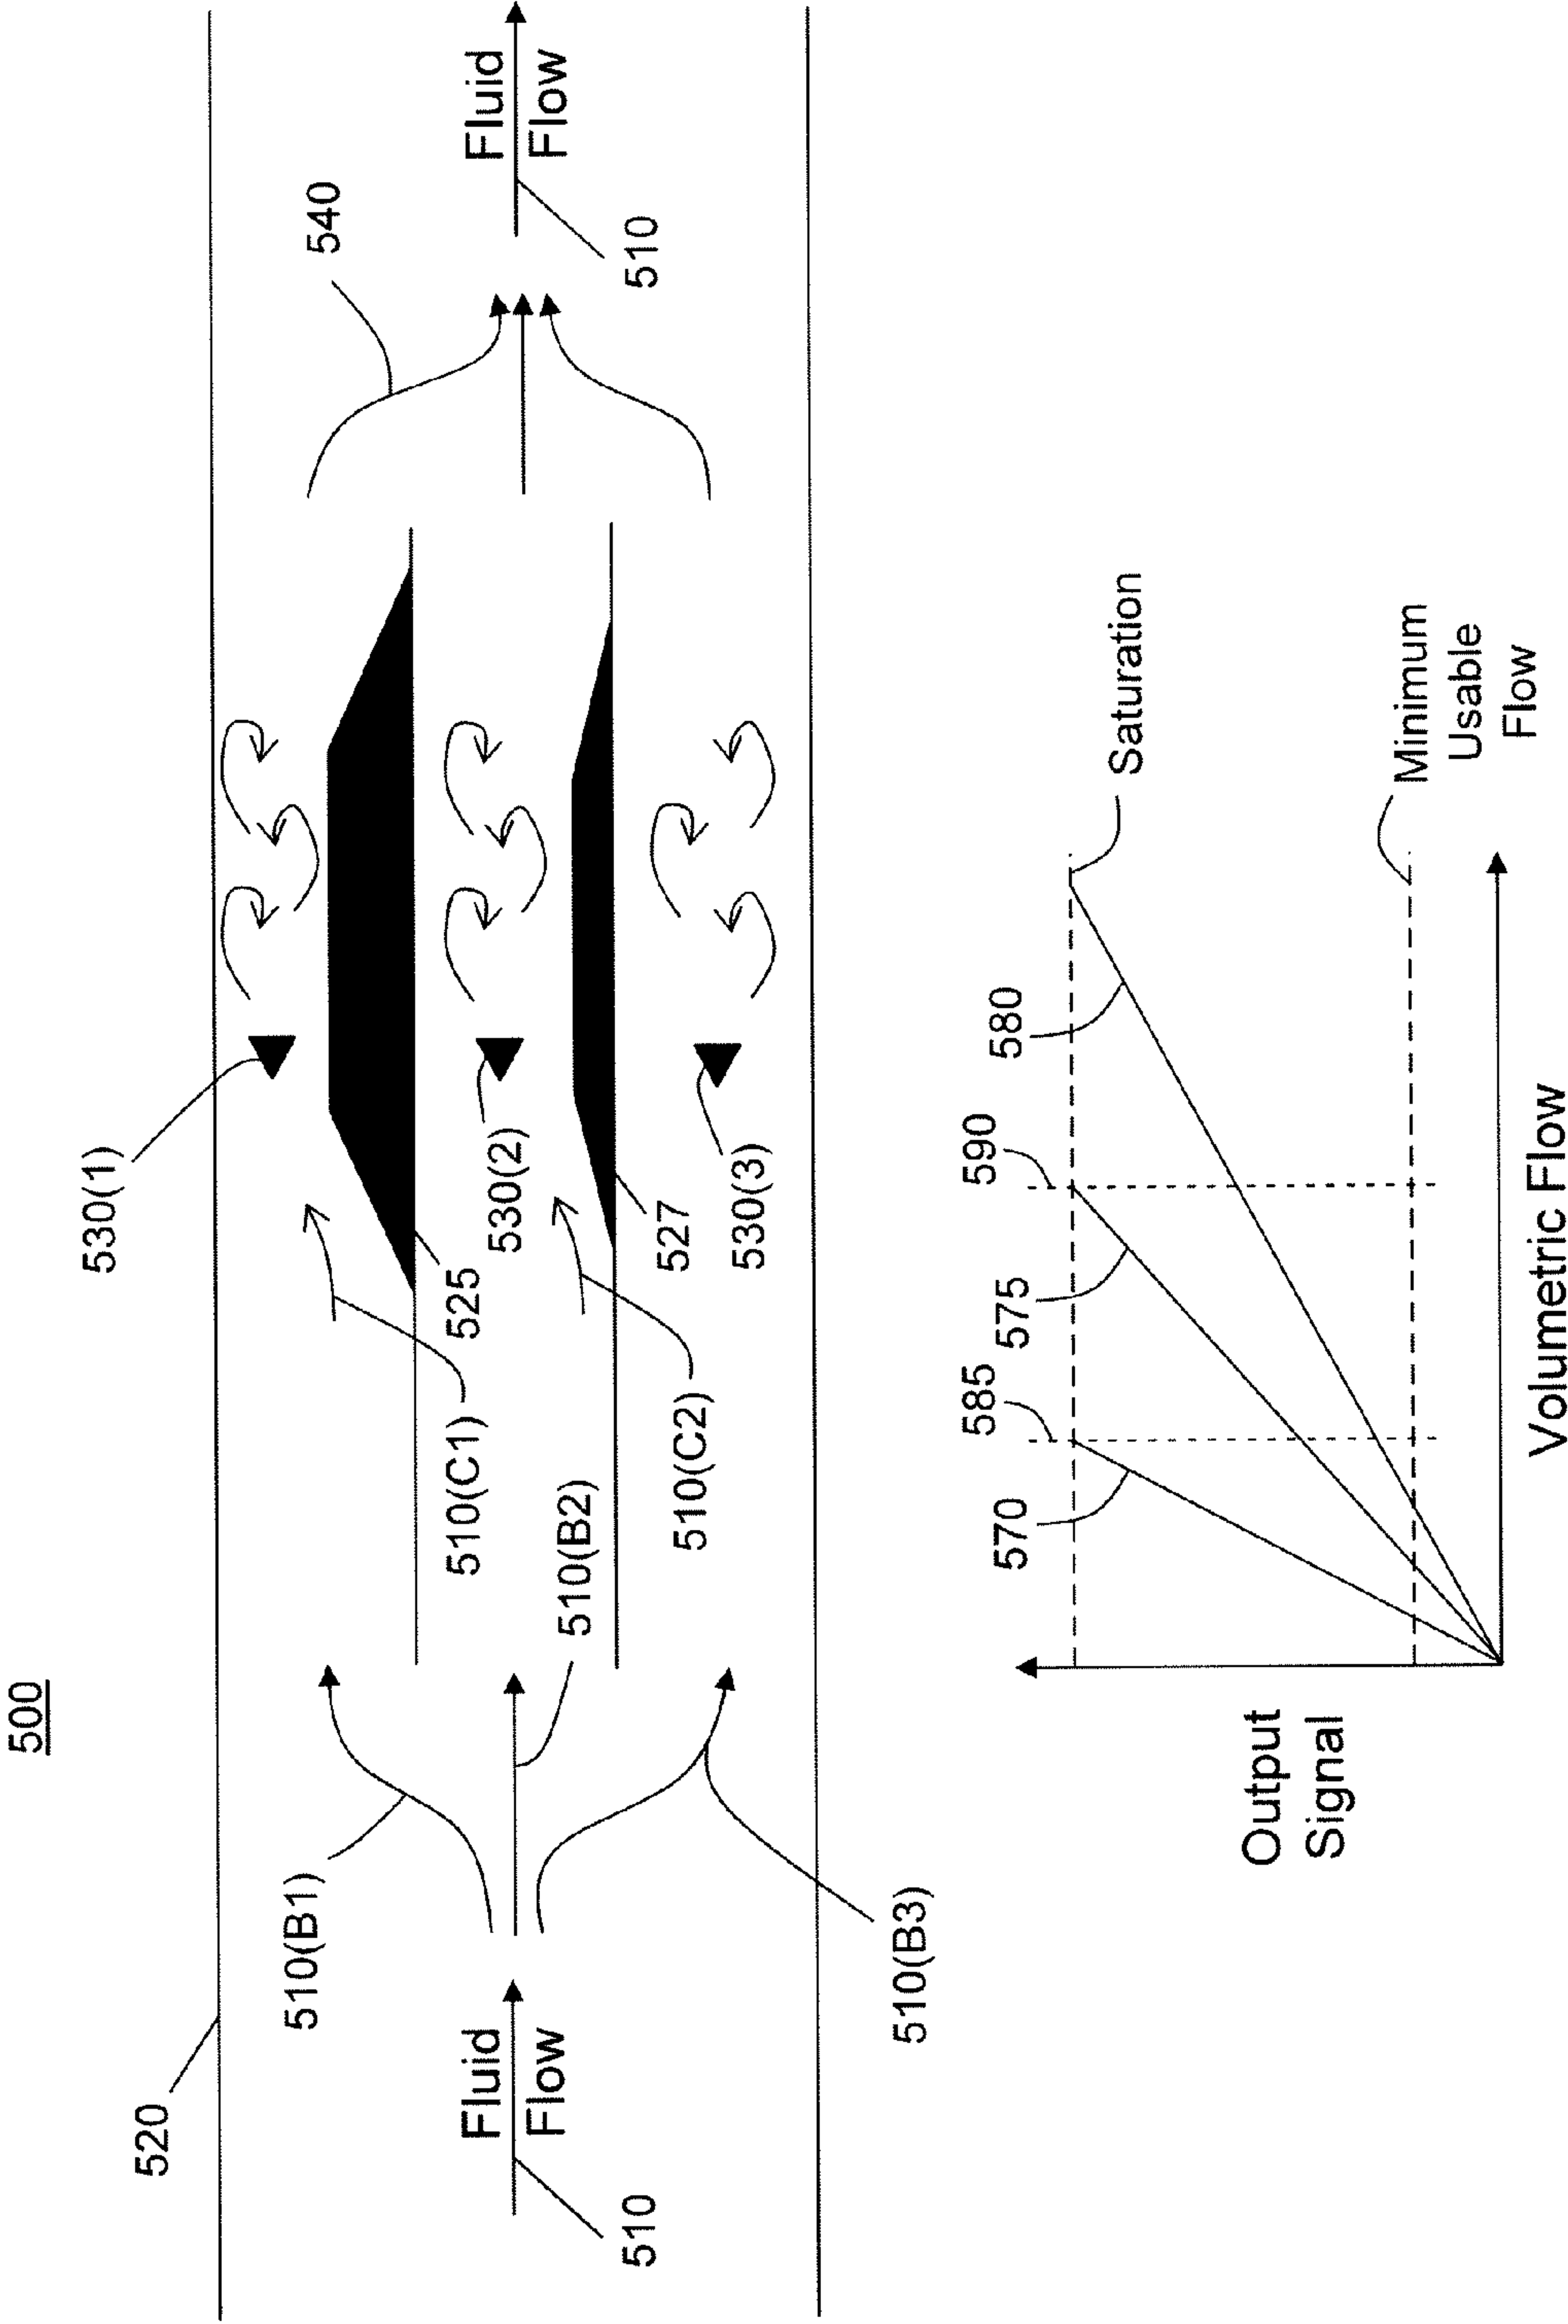 500
520
510(B1)
530(1)
540
Fluid
Flow
510
510(B2)
510(C1)
525
530(2)
Fluid
Flow
510
510(B3)
510(C2)
527
530(3)
570
585
575
590
580
Saturation
Output
Signal
Minimum
Usable
Flow
Volumetric Flow